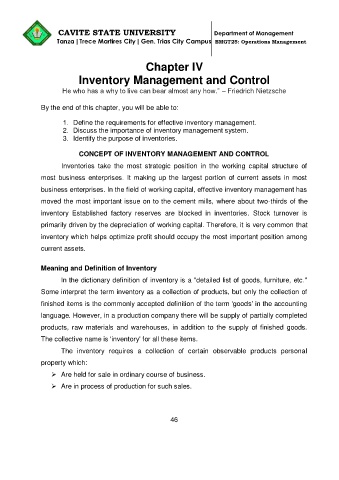 CAVITE STATE UNIVERSITY Department of Management
Tanza | Trece Martires City | Gen. Trias City Campus BMGT25: Operations Management
Chapter IV
Inventory Management and Control
He who has a why to live can bear almost any how.” – Friedrich Nietzsche
By the end of this chapter, you will be able to:
1. Define the requirements for effective inventory management.
2. Discuss the importance of inventory management system.
3. Identify the purpose of inventories.
CONCEPT OF INVENTORY MANAGEMENT AND CONTROL
Inventories take the most strategic position in the working capital structure of
most business enterprises. It making up the largest portion of current assets in most
business enterprises. In the field of working capital, effective inventory management has
moved the most important issue on to the cement mills, where about two-thirds of the
inventory Established factory reserves are blocked in inventories. Stock turnover is
primarily driven by the depreciation of working capital. Therefore, it is very common that
inventory which helps optimize profit should occupy the most important position among
current assets.
Meaning and Definition of Inventory
In the dictionary definition of inventory is a "detailed list of goods, furniture, etc."
Some interpret the term inventory as a collection of products, but only the collection of
finished items is the commonly accepted definition of the term 'goods' in the accounting
language. However, in a production company there will be supply of partially completed
products, raw materials and warehouses, in addition to the supply of finished goods.
The collective name is 'inventory' for all these items.
The inventory requires a collection of certain observable products personal
property which:
➢ Are held for sale in ordinary course of business.
➢ Are in process of production for such sales.
46